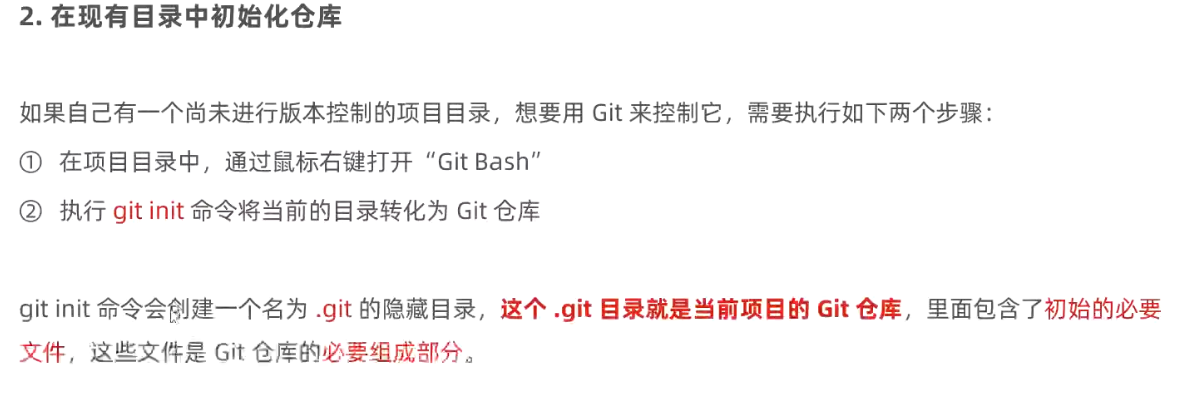 2. 在现有目录中初始化仓库
如果自己有一个尚未进行版本控制的项目目录，想要用 Git 来控制它，需要执行如下两个步骤：
① 在项目目录中，通过鼠标右键打开“Git Bash”
② 执行 git init 命令将当前的目录转化为 Git 仓库
git init 命令会创建一个名为 .git 的隐藏目录，这个 .git 目录就是当前项目的 Git 仓库，里面包含了初始的必要
文件，这些文件是 Git 仓库的必要组成部分。